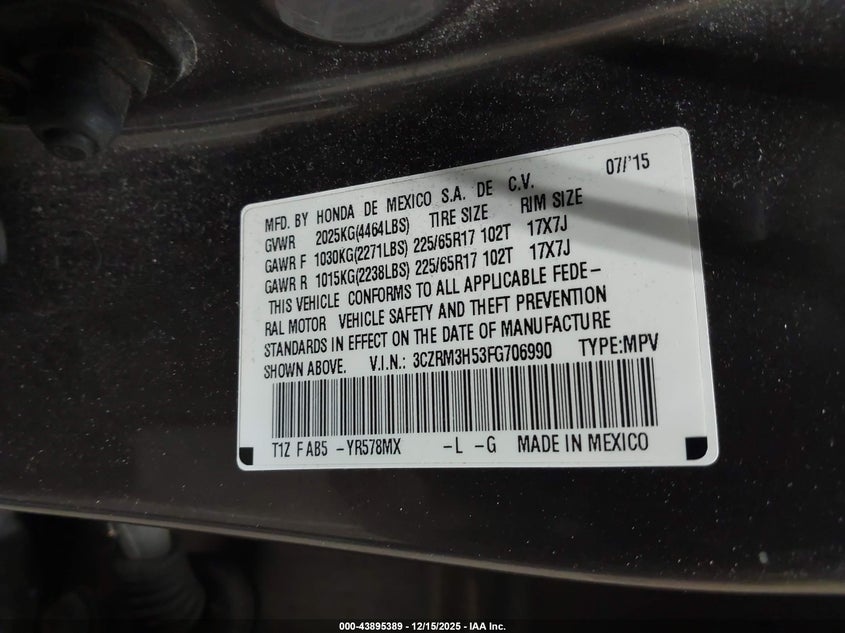 07/'15
MFD. BY HONDA DE MEXICO S.A. DE C.V.
GVWR 2025KG(4464LBS) TIRE SIZE RIM SIZE
GAWR F 1030KG(2271LBS) 225/65R17 102T 17X7J
GAWR R 1015KG(2238LBS) 225/65R17 102T 17X7J
THIS VEHICLE CONFORMS TO ALL APPLICABLE FEDE-
RAL MOTOR VEHICLE SAFETY AND THEFT PREVENTION
STANDARDS IN EFFECT ON THE DATE OF MANUFACTURE
SHOWN ABOVE. V.I.N.: 3CZRM3H53FG706990 TYPE:MPV
T1Z F AB5 -YR578MX -L -G MADE IN MEXICO
000-43895389 - 12/15/2025 - IAA Inc.